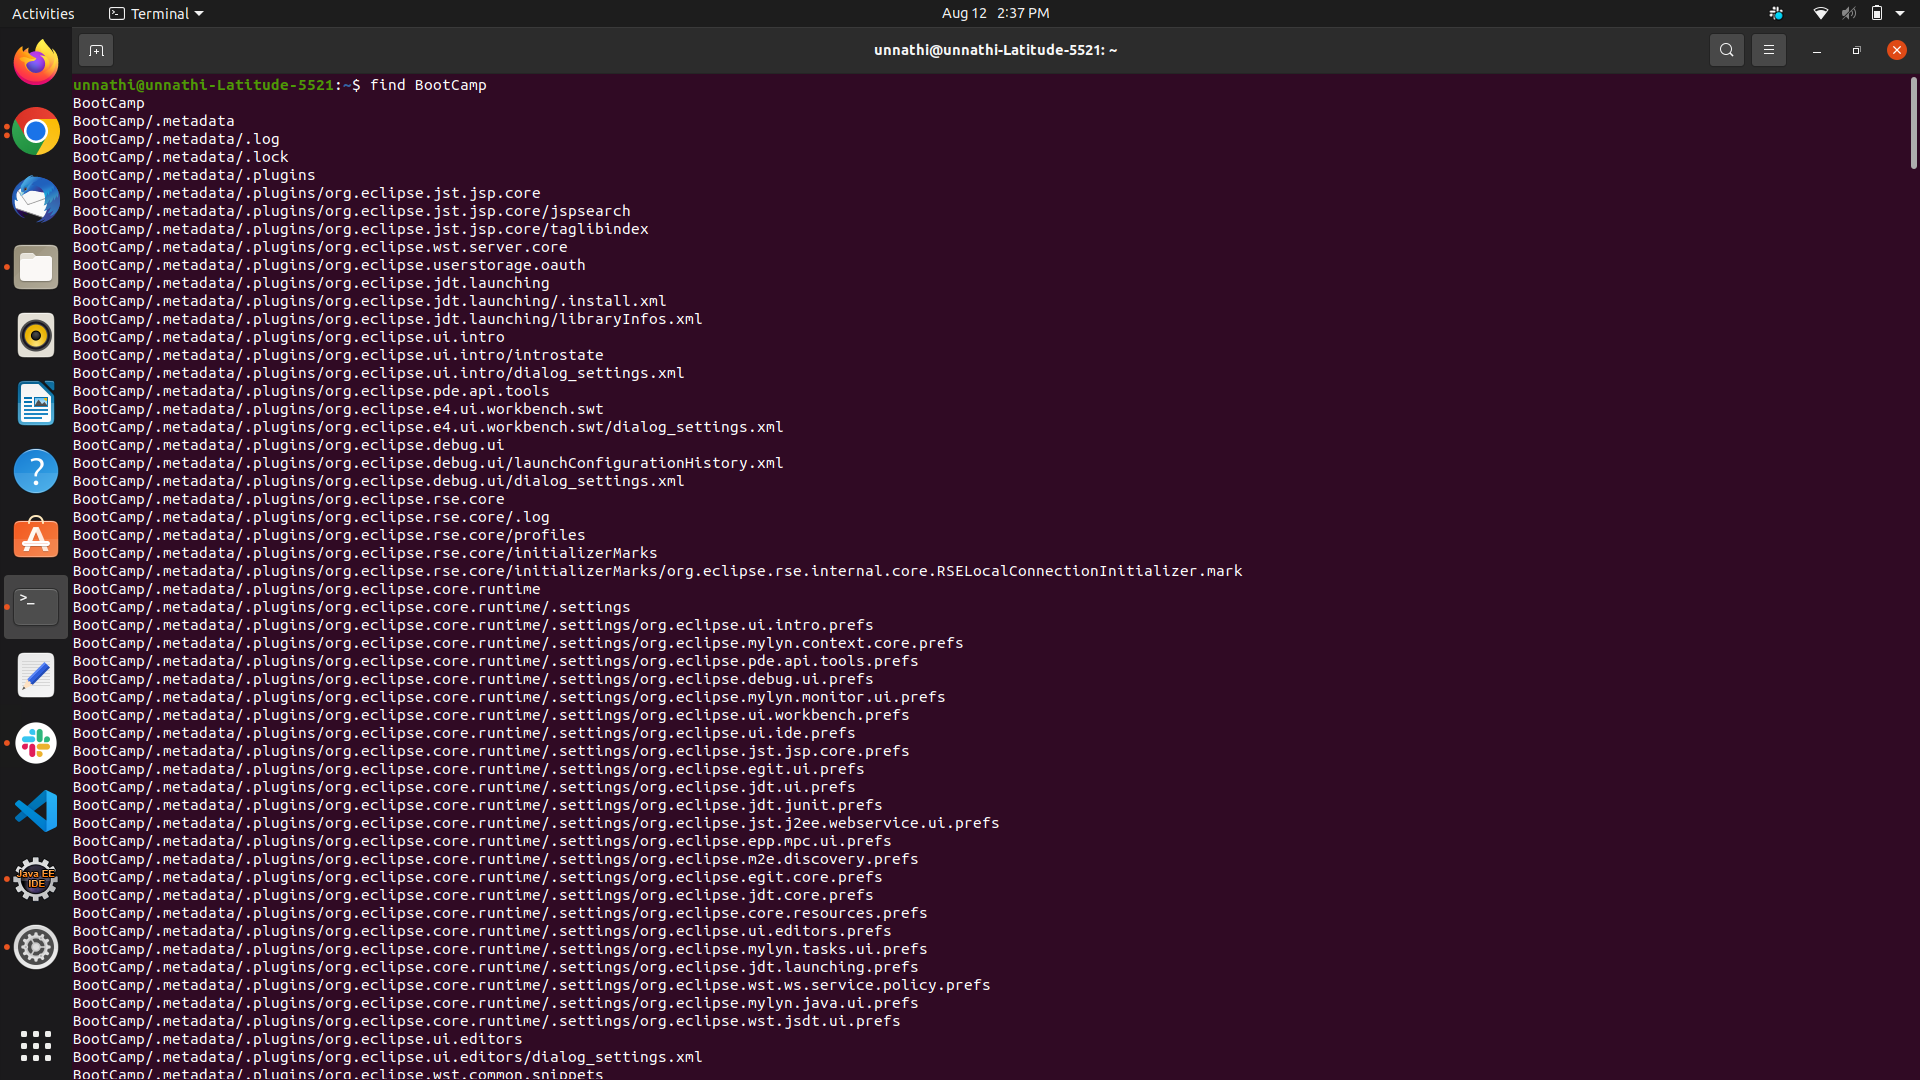 Activities
Terminal
Aug 12 2:37 PM
unnathi@unnathi-Latitude-5521: ~
unnathi@unnathi-Latitude-5521:~$ find BootCamp
BootCamp
BootCamp/.metadata
BootCamp/.metadata/.log
BootCamp/.metadata/.lock
BootCamp/.metadata/.plugins
BootCamp/.metadata/.plugins/org.eclipse.jst.jsp.core
BootCamp/.metadata/.plugins/org.eclipse.jst.jsp.core/jspsearch
BootCamp/.metadata/.plugins/org.eclipse.jst.jsp.core/taglibindex
BootCamp/.metadata/.plugins/org.eclipse.wst.server.core
BootCamp/.metadata/.plugins/org.eclipse.userstorage.oauth
BootCamp/.metadata/.plugins/org.eclipse.jdt.launching
BootCamp/.metadata/.plugins/org.eclipse.jdt.launching/.install.xml
BootCamp/.metadata/.plugins/org.eclipse.jdt.launching/libraryInfos.xml
BootCamp/.metadata/.plugins/org.eclipse.ui.intro
BootCamp/.metadata/.plugins/org.eclipse.ui.intro/introstate
BootCamp/.metadata/.plugins/org.eclipse.ui.intro/dialog_settings.xml
BootCamp/.metadata/.plugins/org.eclipse.pde.api.tools
BootCamp/.metadata/.plugins/org.eclipse.e4.ui.workbench.swt
BootCamp/.metadata/.plugins/org.eclipse.e4.ui.workbench.swt/dialog_settings.xml
BootCamp/.metadata/.plugins/org.eclipse.debug.ui
BootCamp/.metadata/.plugins/org.eclipse.debug.ui/launchConfigurationHistory.xml
BootCamp/.metadata/.plugins/org.eclipse.debug.ui/dialog_settings.xml
BootCamp/.metadata/.plugins/org.eclipse.rse.core
BootCamp/.metadata/.plugins/org.eclipse.rse.core/.log
BootCamp/.metadata/.plugins/org.eclipse.rse.core/profiles
BootCamp/.metadata/.plugins/org.eclipse.rse.core/initializerMarks
BootCamp/.metadata/.plugins/org.eclipse.rse.core/initializerMarks/org.eclipse.rse.internal.core.RSELocalConnectionInitializer.mark
BootCamp/.metadata/.plugins/org.eclipse.core.runtime
BootCamp/.metadata/.plugins/org.eclipse.core.runtime/.settings
BootCamp/.metadata/.plugins/org.eclipse.core.runtime/.settings/org.eclipse.ui.intro.prefs
BootCamp/.metadata/.plugins/org.eclipse.core.runtime/.settings/org.eclipse.mylyn.context.core.prefs
BootCamp/.metadata/.plugins/org.eclipse.core.runtime/.settings/org.eclipse.pde.api.tools.prefs
BootCamp/.metadata/.plugins/org.eclipse.core.runtime/.settings/org.eclipse.debug.ui.prefs
BootCamp/.metadata/.plugins/org.eclipse.core.runtime/.settings/org.eclipse.mylyn.monitor.ui.prefs
BootCamp/.metadata/.plugins/org.eclipse.core.runtime/.settings/org.eclipse.ui.workbench.prefs
BootCamp/.metadata/.plugins/org.eclipse.core.runtime/.settings/org.eclipse.ui.ide.prefs
BootCamp/.metadata/.plugins/org.eclipse.core.runtime/.settings/org.eclipse.jst.jsp.core.prefs
BootCamp/.metadata/.plugins/org.eclipse.core.runtime/.settings/org.eclipse.egit.ui.prefs
BootCamp/.metadata/.plugins/org.eclipse.core.runtime/.settings/org.eclipse.jdt.ui.prefs
BootCamp/.metadata/.plugins/org.eclipse.core.runtime/.settings/org.eclipse.jdt.junit.prefs
BootCamp/.metadata/.plugins/org.eclipse.core.runtime/.settings/org.eclipse.jst.j2ee.webservice.ui.prefs
BootCamp/.metadata/.plugins/org.eclipse.core.runtime/.settings/org.eclipse.epp.mpc.ui.prefs
BootCamp/.metadata/.plugins/org.eclipse.core.runtime/.settings/org.eclipse.m2e.discovery.prefs
BootCamp/.metadata/.plugins/org.eclipse.core.runtime/.settings/org.eclipse.egit.core.prefs
BootCamp/.metadata/.plugins/org.eclipse.core.runtime/.settings/org.eclipse.jdt.core.prefs
BootCamp/.metadata/.plugins/org.eclipse.core.runtime/.settings/org.eclipse.core.resources.prefs
BootCamp/.metadata/.plugins/org.eclipse.core.runtime/.settings/org.eclipse.ui.editors.prefs
BootCamp/.metadata/.plugins/org.eclipse.core.runtime/.settings/org.eclipse.mylyn.tasks.ui.prefs
BootCamp/.metadata/.plugins/org.eclipse.core.runtime/.settings/org.eclipse.jdt.launching.prefs
BootCamp/.metadata/.plugins/org.eclipse.core.runtime/.settings/org.eclipse.wst.ws.service.policy.prefs
BootCamp/.metadata/.plugins/org.eclipse.core.runtime/.settings/org.eclipse.mylyn.java.ui.prefs
BootCamp/.metadata/.plugins/org.eclipse.core.runtime/.settings/org.eclipse.wst.jsdt.ui.prefs
BootCamp/.metadata/.plugins/org.eclipse.ui.editors
BootCamp/.metadata/.plugins/org.eclipse.ui.editors/dialog_settings.xml
BootCamp/.metadata/.plugins/org.eclipse.wst.common.snippets
Java EE
IDE